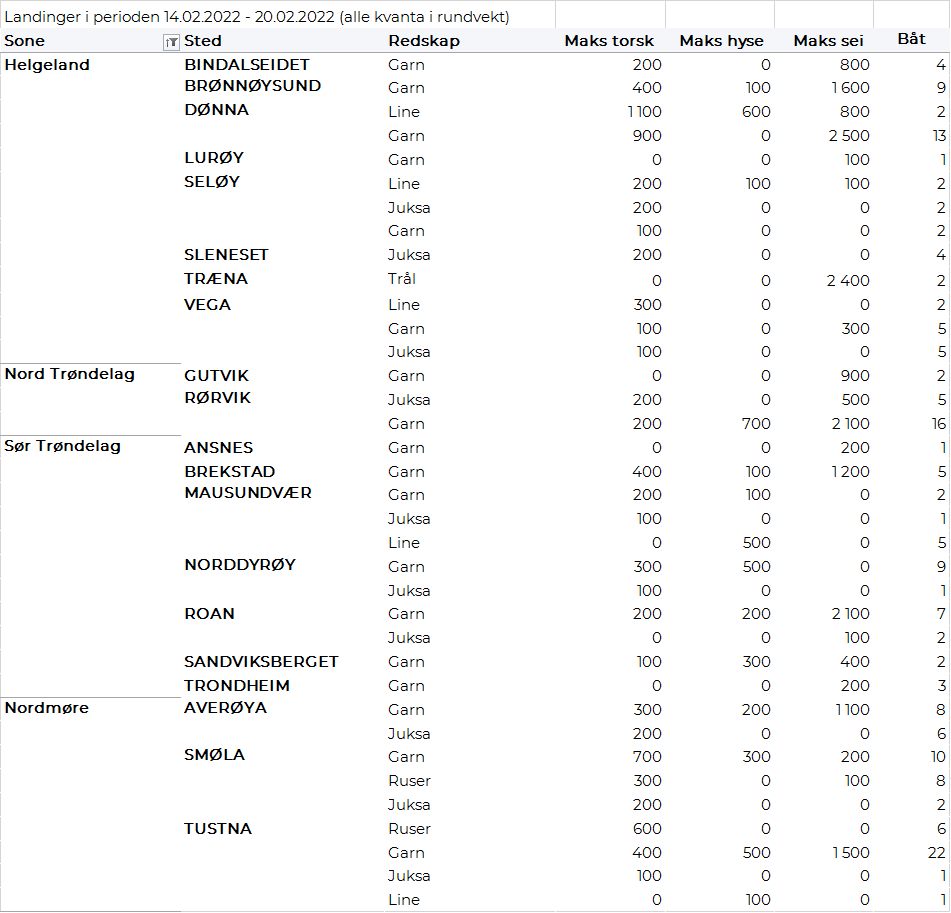 Landinger i perioden 14.02.2022 - 20.02.2022 (alle kvanta i rundvekt)
Sone Sted Redskap Maks torsk Maks hyse Maks sei Båt
Helgeland BINDALSEIDET Garn 200 0 800 4
BRØNNØYSUND Garn 400 100 1 600 9
DØNNA Line 1 100 600 800 2
Garn 900 0 2 500 13
LURØY Garn 0 0 100 1
SELØY Line 200 100 100 2
Juksa 200 0 0 2
Garn 100 0 0 2
SLENESET Juksa 200 0 0 4
TRÆNA Trål 0 0 2 400 2
VEGA Line 300 0 0 2
Garn 100 0 300 5
Juksa 100 0 0 5
Nord Trøndelag GUTVIK Garn 0 0 900 2
RØRVIK Juksa 200 0 500 5
Garn 200 700 2 100 16
Sør Trøndelag ANSNES Garn 0 0 200 1
BREKSTAD Garn 400 100 1 200 5
MAUSUNDVÆR Garn 200 100 0 2
Juksa 100 0 0 1
Line 0 500 0 5
NORDDYRØY Garn 300 500 0 9
Juksa 100 0 0 1
ROAN Garn 200 200 2 100 7
Juksa 0 0 100 2
SANDVIKSBERGET Garn 100 300 400 2
TRONDHEIM Garn 0 0 200 3
Nordmøre AVERØYA Garn 300 200 1 100 8
Juksa 200 0 0 6
SMØLA Garn 700 300 200 10
Ruser 300 0 100 8
Juksa 200 0 0 2
TUSTNA Ruser 600 0 0 6
Garn 400 500 1 500 22
Juksa 100 0 0 1
Line 0 100 0 1